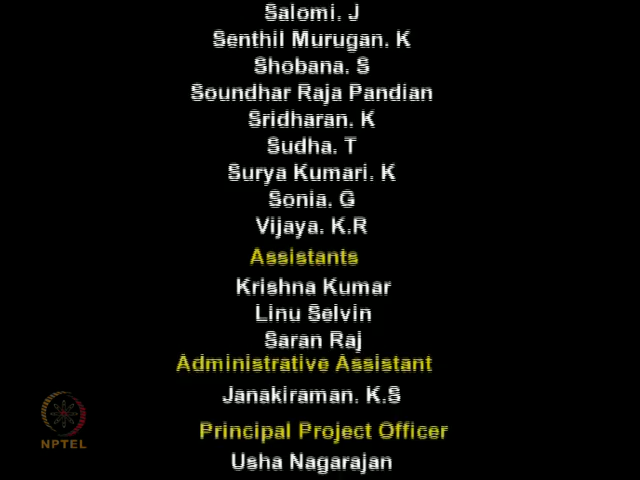 Salomi. J
Senthil Murugan. K
Shobana. S
Soundhar Raja Pandian
Sridharan. K
Sudha. T
Surya Kumari. K
Sonia. G
Vijaya. K.R
Assistants
Krishna Kumar
Linu Selvin
Saran Raj
Administrative Assistant
Janakiraman. K.S
Principal Project Officer
Usha Nagarajan
NPTEL